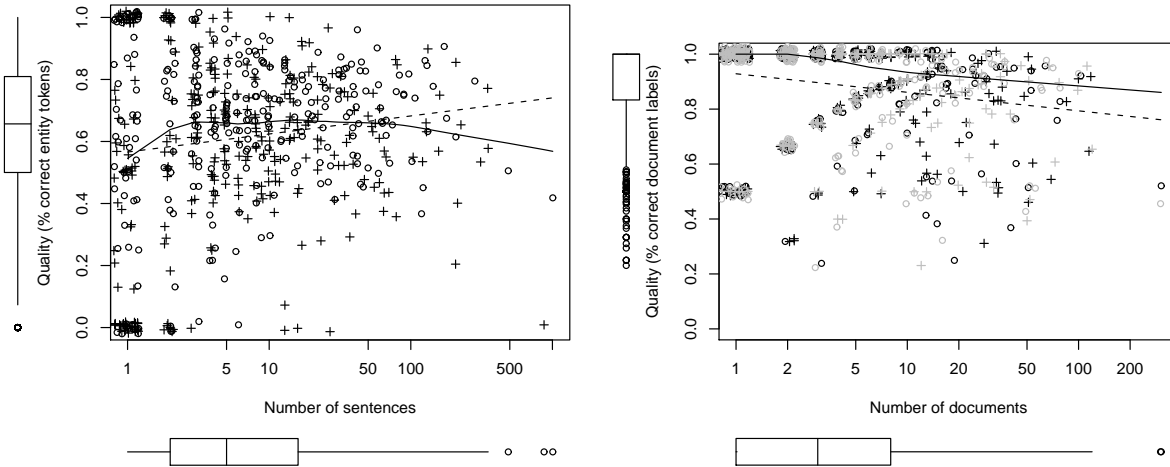 Quality (% correct entity tokens)
0.0 0.2 0.4 0.6 0.8 1.0
1 5 10 50 100 500
Number of sentences
Quality (% correct document labels)
0.0 0.2 0.4 0.6 0.8 1.0
1 2 5 10 20 50 100 200
Number of documents